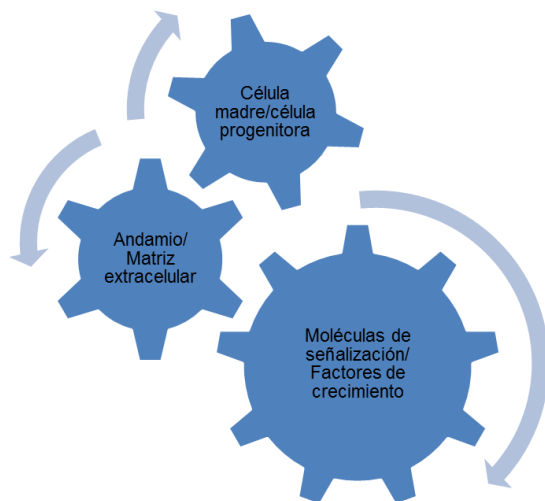 Célula
madre/célula
progenitora
Andamio/
Matriz
extracelular
Moléculas de
señalización/
Factores de
crecimiento